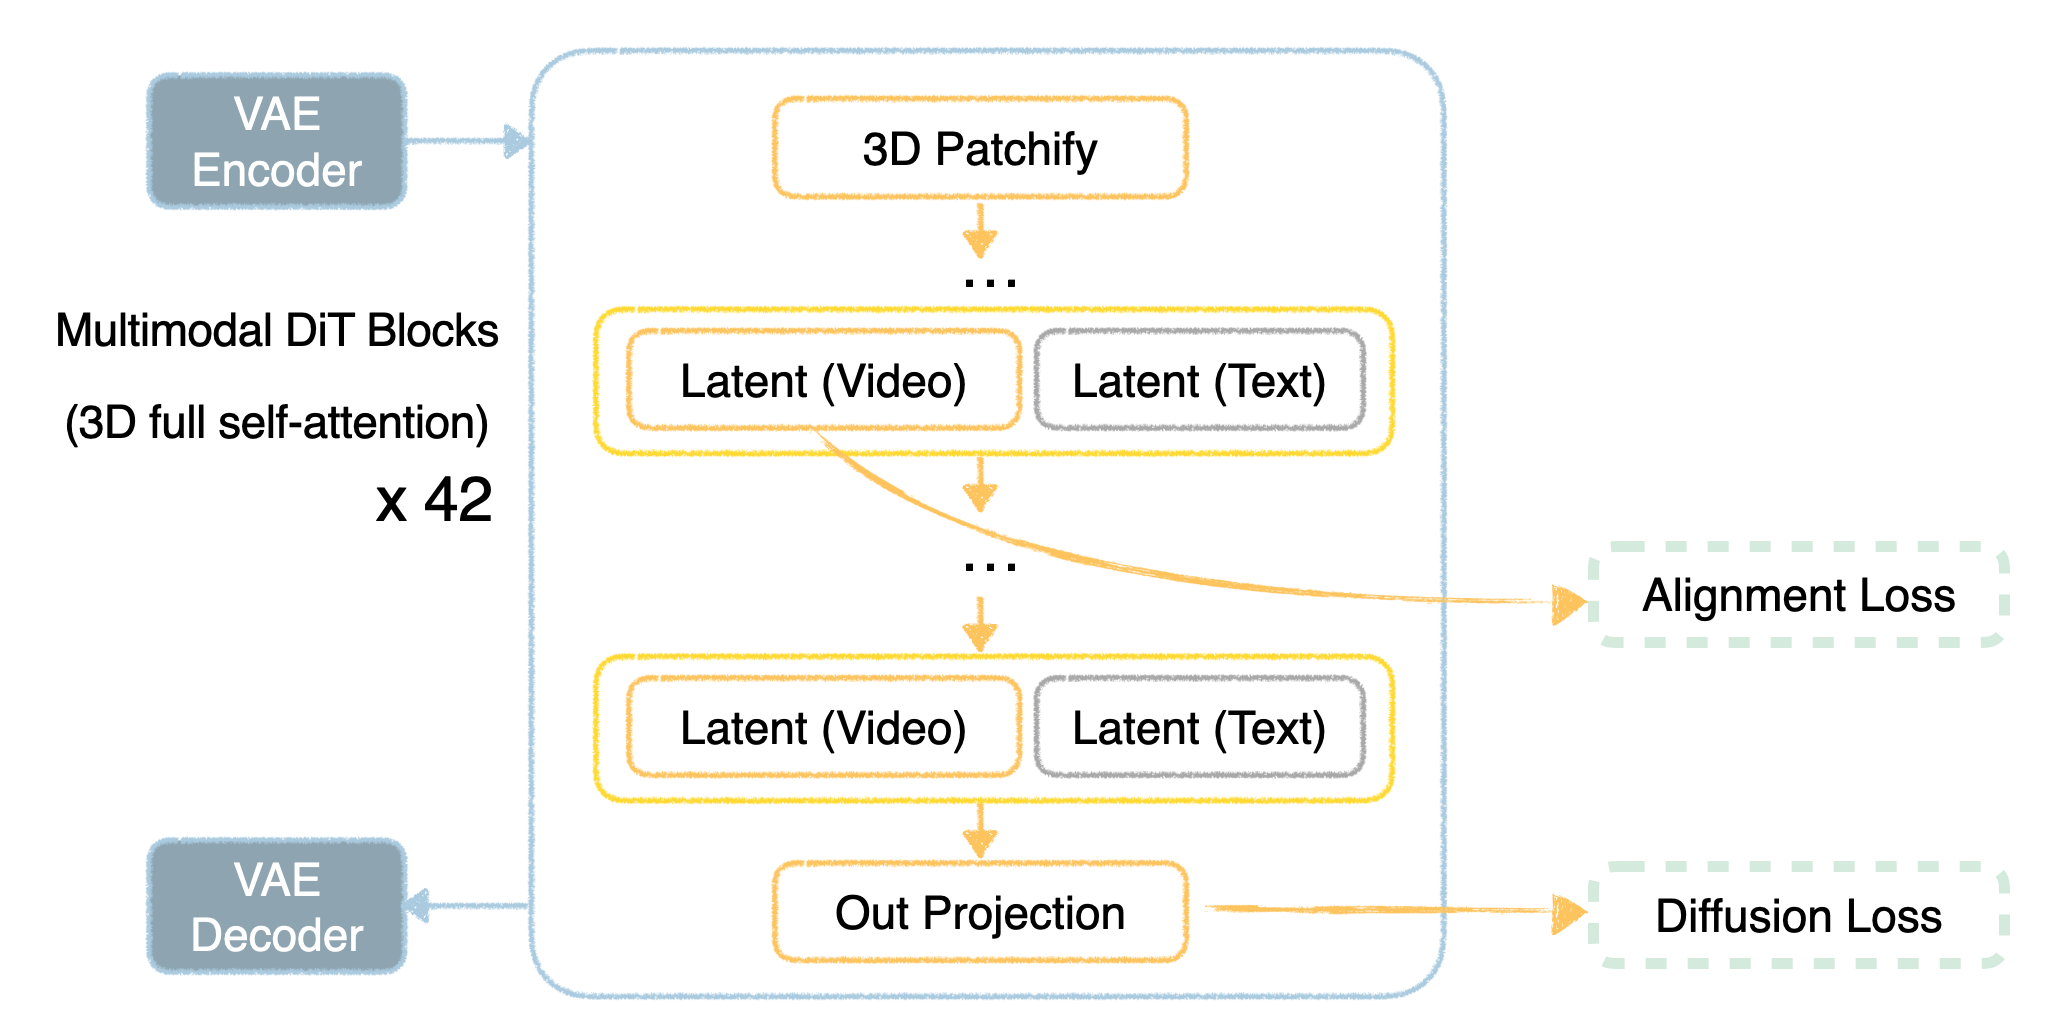 VAE
Encoder
3D Patchify
...
Multimodal DiT Blocks
(3D full self-attention)
x 42
Latent (Video)
Latent (Text)
...
Alignment Loss
Latent (Video)
Latent (Text)
VAE
Decoder
Out Projection
Diffusion Loss